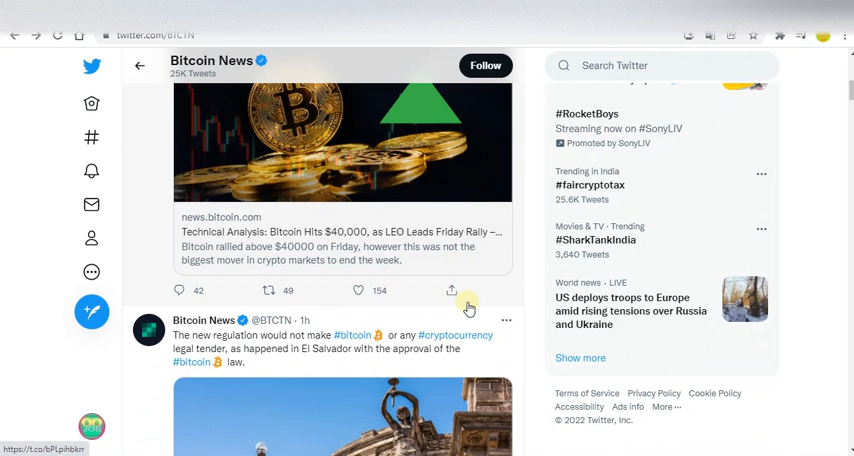 twitter.com/BTCTN
Bitcoin News
25K Tweets
Follow
Search Twitter
news.bitcoin.com
Technical Analysis: Bitcoin Hits $40,000, as LEO Leads Friday Rally –...
Bitcoin rallied above $40000 on Friday, however this was not the
biggest mover in crypto markets to end the week.
42
49
154
Bitcoin News @BTCTN · 1h
The new regulation would not make #bitcoin or any #cryptocurrency
legal tender, as happened in El Salvador with the approval of the
#bitcoin law.
#RocketBoys
Streaming now on #SonyLIV
Promoted by SonyLIV
Trending in India
#faircryptotax
25.6K Tweets
Movies & TV · Trending
#SharkTankIndia
3,640 Tweets
World news · LIVE
US deploys troops to Europe
amid rising tensions over Russia
and Ukraine
Show more
Terms of Service Privacy Policy Cookie Policy
Accessibility Ads info More ···
© 2022 Twitter, Inc.
https://t.co/bPLpihbkrr